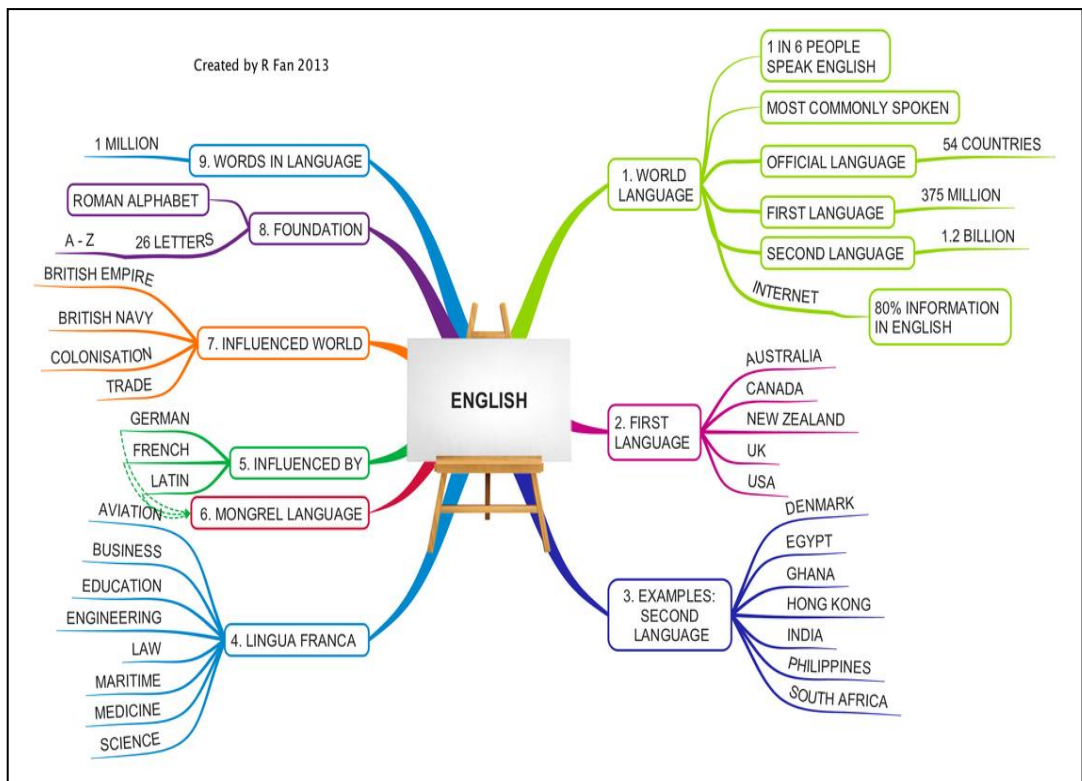 Created by R Fan 2013
ENGLISH
1. WORLD
LANGUAGE
1 IN 6 PEOPLE
SPEAK ENGLISH
MOST COMMONLY SPOKEN
OFFICIAL LANGUAGE
54 COUNTRIES
FIRST LANGUAGE
375 MILLION
SECOND LANGUAGE
1.2 BILLION
INTERNET
80% INFORMATION
IN ENGLISH
2. FIRST
LANGUAGE
AUSTRALIA
CANADA
NEW ZEALAND
UK
USA
3. EXAMPLES:
SECOND
LANGUAGE
DENMARK
EGYPT
GHANA
HONG KONG
INDIA
PHILIPPINES
SOUTH AFRICA
4. LINGUA FRANCA
AVIATION
BUSINESS
EDUCATION
ENGINEERING
LAW
MARITIME
MEDICINE
SCIENCE
5. INFLUENCED BY
GERMAN
FRENCH
LATIN
6. MONGREL LANGUAGE
7. INFLUENCED WORLD
BRITISH EMPIRE
BRITISH NAVY
COLONISATION
TRADE
8. FOUNDATION
ROMAN ALPHABET
26 LETTERS
A - Z
9. WORDS IN LANGUAGE
1 MILLION